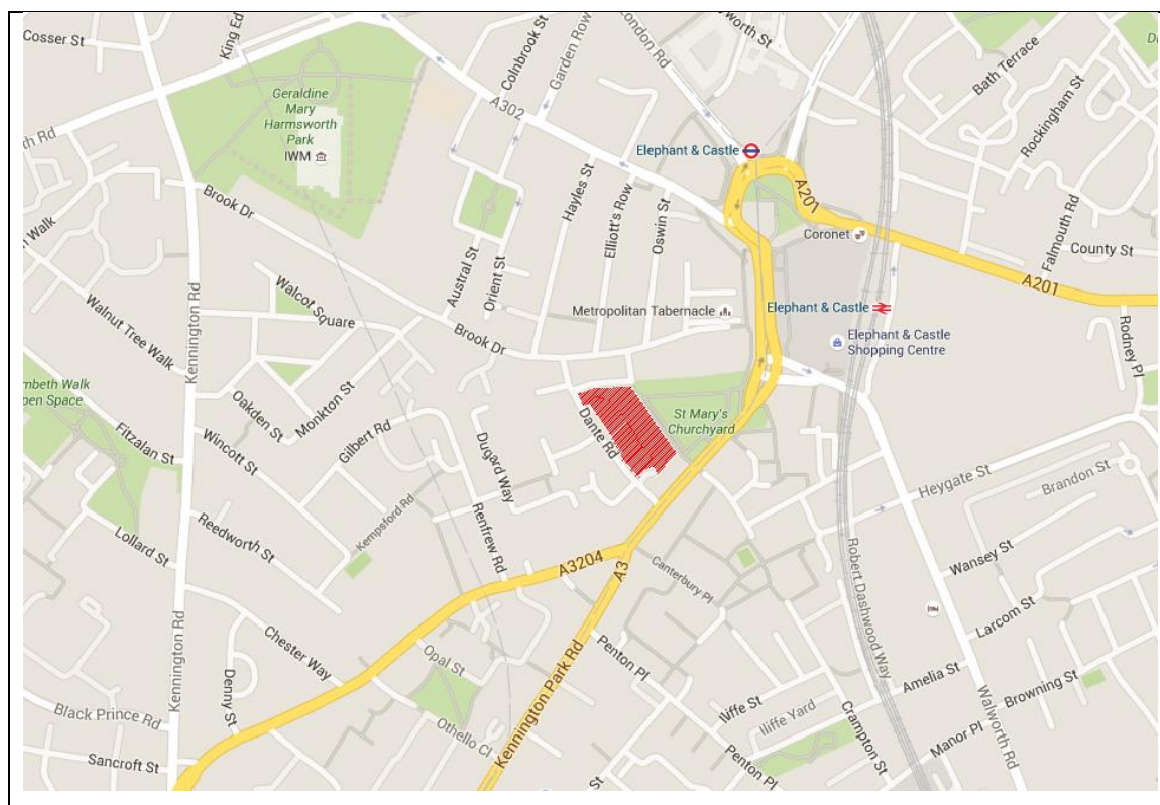 Cosser St
King Ed
Colnbrook St
Garden Row
London Rd
worth St
Bath Terrace
Rockingham St
Geraldine
Mary
Harmsworth
Park
IWM
A302
th Rd
Elephant & Castle
A201
Brook Dr
Hayles St
Elliott's Row
Oswin St
Coronet
Falmouth Rd
County St
Walk
Austral St
Orient St
A201
Walcot
Square
Metropolitan Tabernacle
Elephant & Castle
Walnut Tree Walk
Kennington Rd
Brook Dr
Elephant & Castle
Shopping Centre
Rodney Pl
mbeth Walk
pen Space
Oakden St
Monkton St
Dante Rd
St Mary's
Churchyard
Fitzalan St
Wincott St
Gilbert Rd
Dugard Way
Heygate St
Brandon St
Lollard St
Reedworth St
Kempsford Rd
Renfrew Rd
A3204
A3
Canterbury Pl
Robert Dashwood Way
Wansey St
Larcom St
Chester Way
Denny St
Opal St
Penton Pl
Amelia St
Kennington Rd
Black Prince Rd
Othello Cl
Kennington Park Rd
Iliffe St
Iliffe Yard
Crampton St
Walworth Rd
Browning St
Manor Pl
Sancroft St
St
Penton Pl